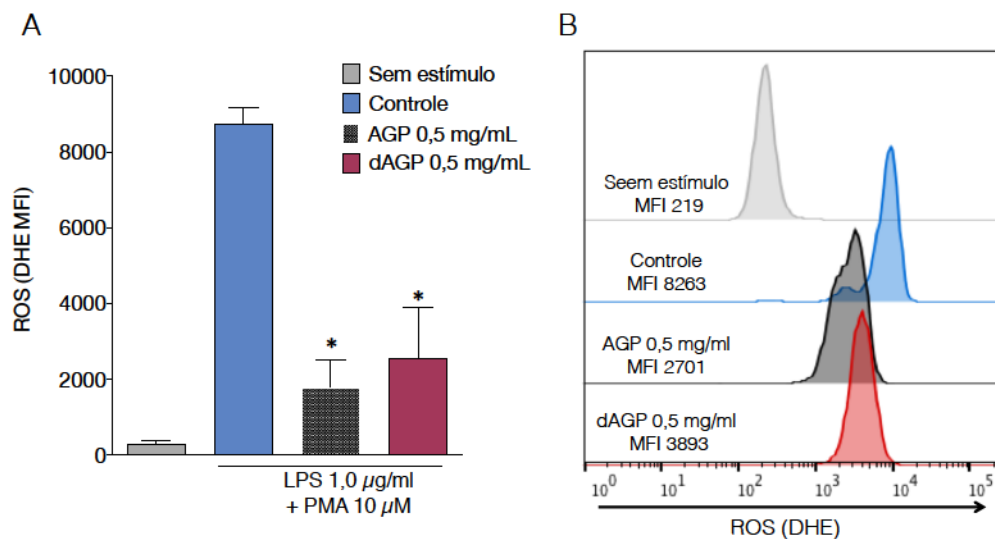 A
ROS (DHE MFI)
10000
8000
6000
4000
2000
0
Sem estímulo
Controle
AGP 0,5 mg/mL
dAGP 0,5 mg/mL
*
*
LPS 1,0 µg/ml
+ PMA 10 µM
B
Seem estímulo
MFI 219
Controle
MFI 8263
AGP 0,5 mg/ml
MFI 2701
dAGP 0,5 mg/ml
MFI 3893
10⁰ 10¹ 10² 10³ 10⁴ 10⁵
ROS (DHE)